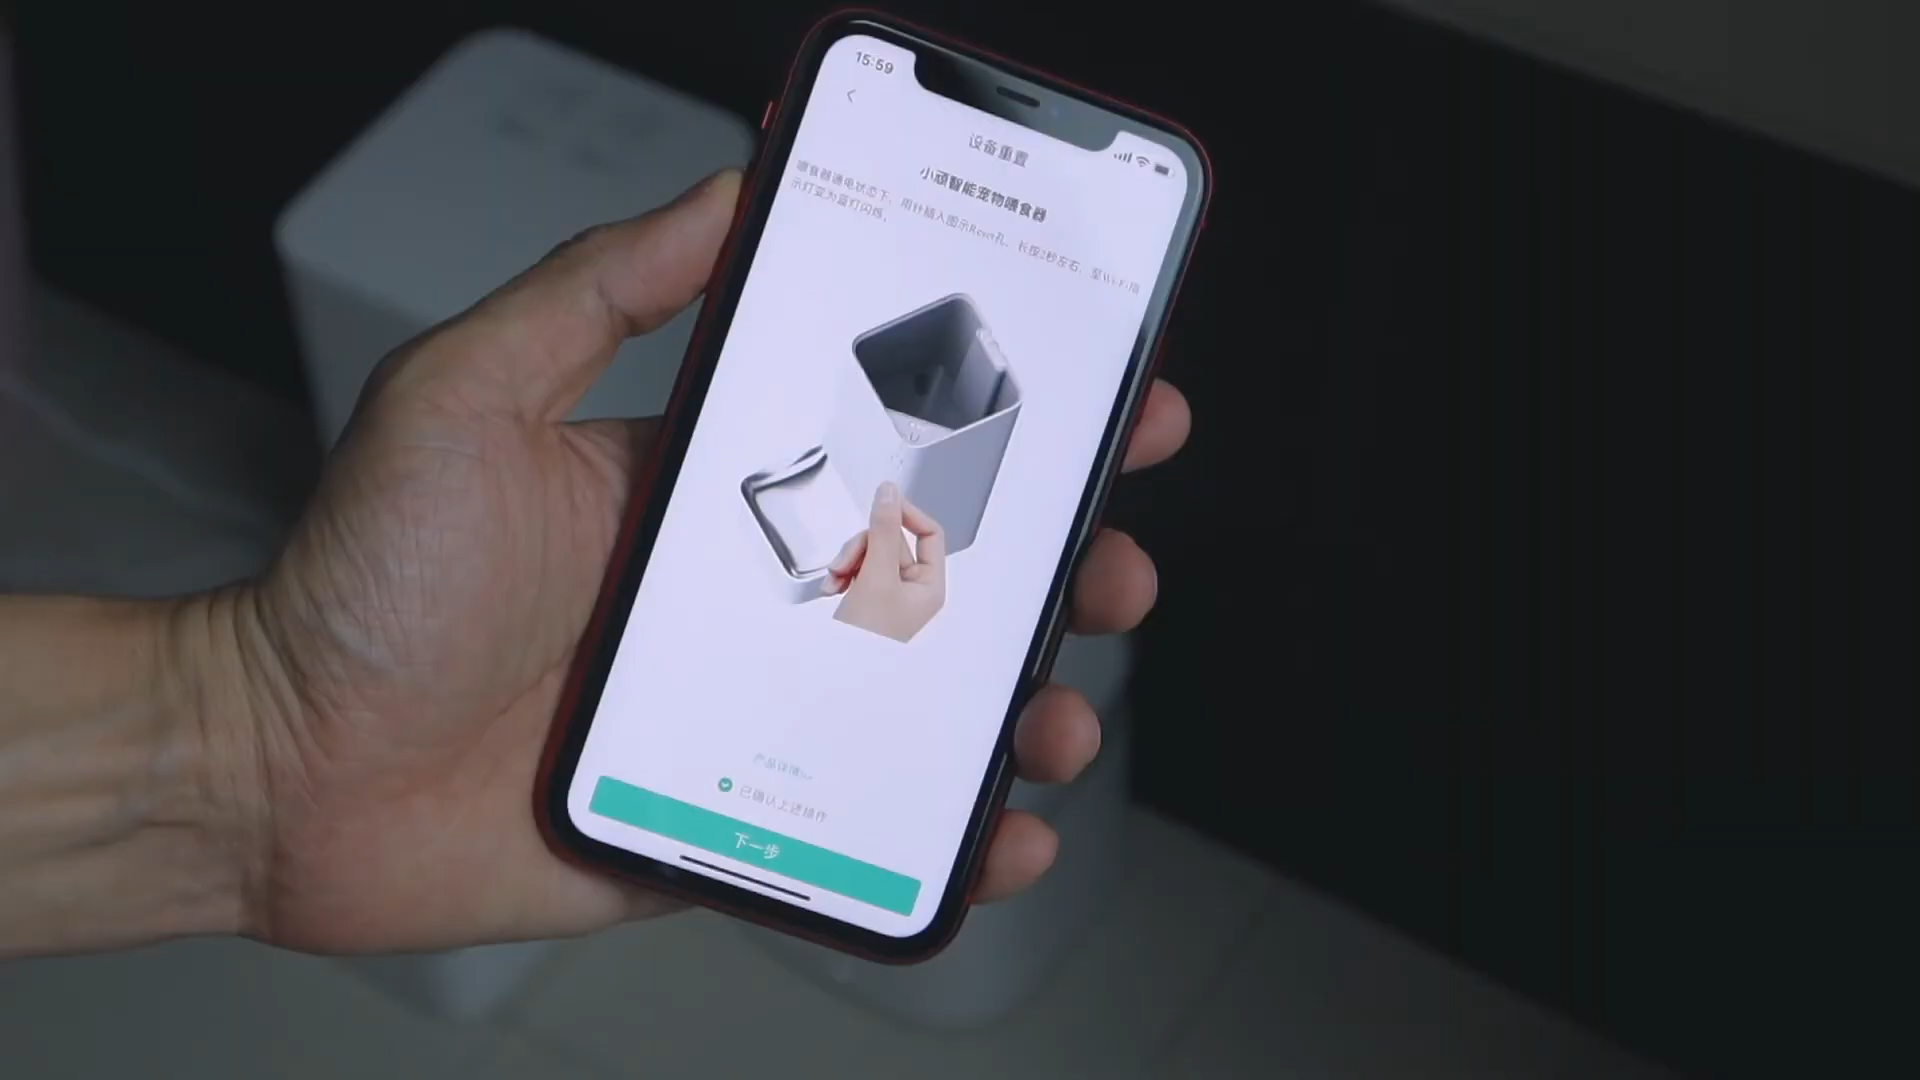 15:59
设备重置
小顽智能宠物喂食器
喂食器通电状态下，用针插入图示Reset孔，长按2秒左右，至Wi-Fi指
示灯变为蓝灯闪烁。
产品详情
已确认上述操作
下一步